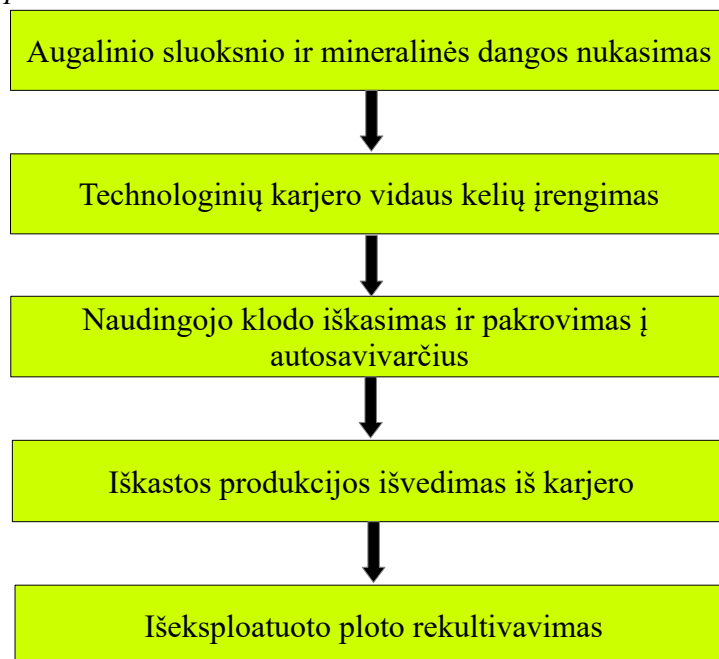 Augalinio sluoksnio ir mineralinės dangos nukasimas
Technologinių karjero vidaus kelių įrengimas
Naudingojo klodo iškasimas ir pakrovimas į
autosavivarčius
Iškastos produkcijos išvedimas iš karjero
Išeksploatuoto ploto rekultivavimas